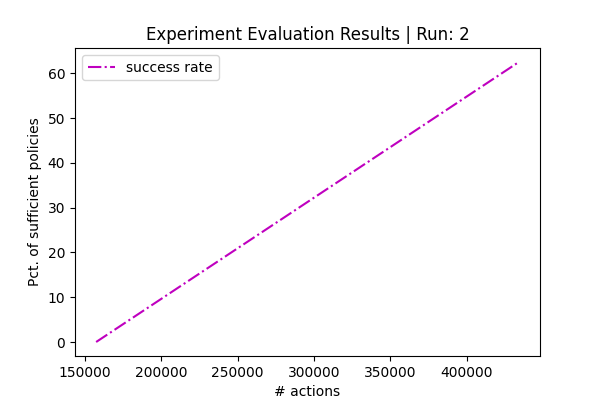 Experiment Evaluation Results | Run: 2
success rate
Pct. of sufficient policies
60
50
40
30
20
10
0
150000 200000 250000 300000 350000 400000
# actions